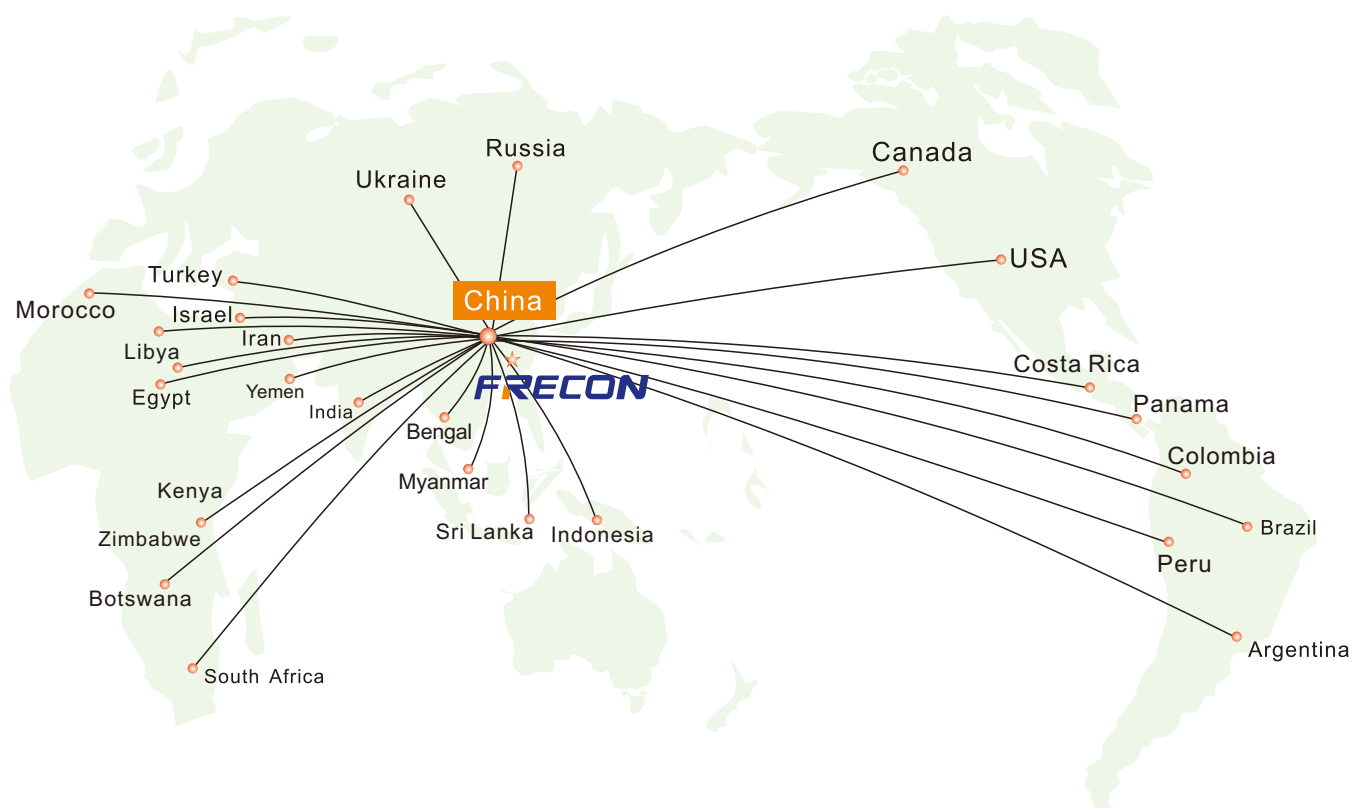 Russia
Canada
Ukraine
USA
Turkey
China
Morocco
Israel
Iran
Libya
Costa Rica
Egypt
Yemen
FRECON
India
Panama
Bengal
Colombia
Myanmar
Kenya
Sri Lanka
Indonesia
Brazil
Zimbabwe
Peru
Botswana
Argentina
South Africa